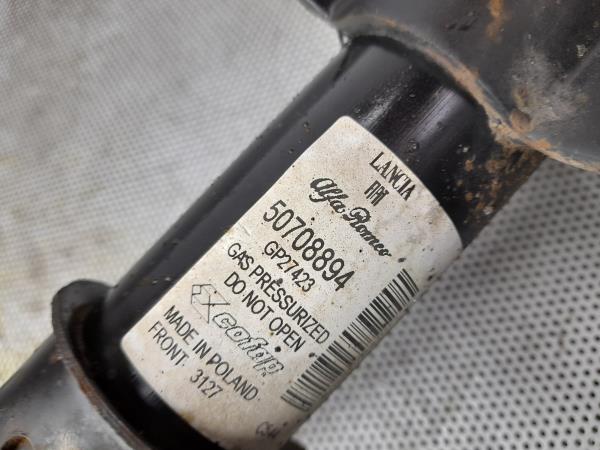 LANCIA
FIAT
Alfa Romeo
50708894
GP27423
GAS PRESSURIZED
DO NOT OPEN
MADE IN POLAND
FRONT: 3127